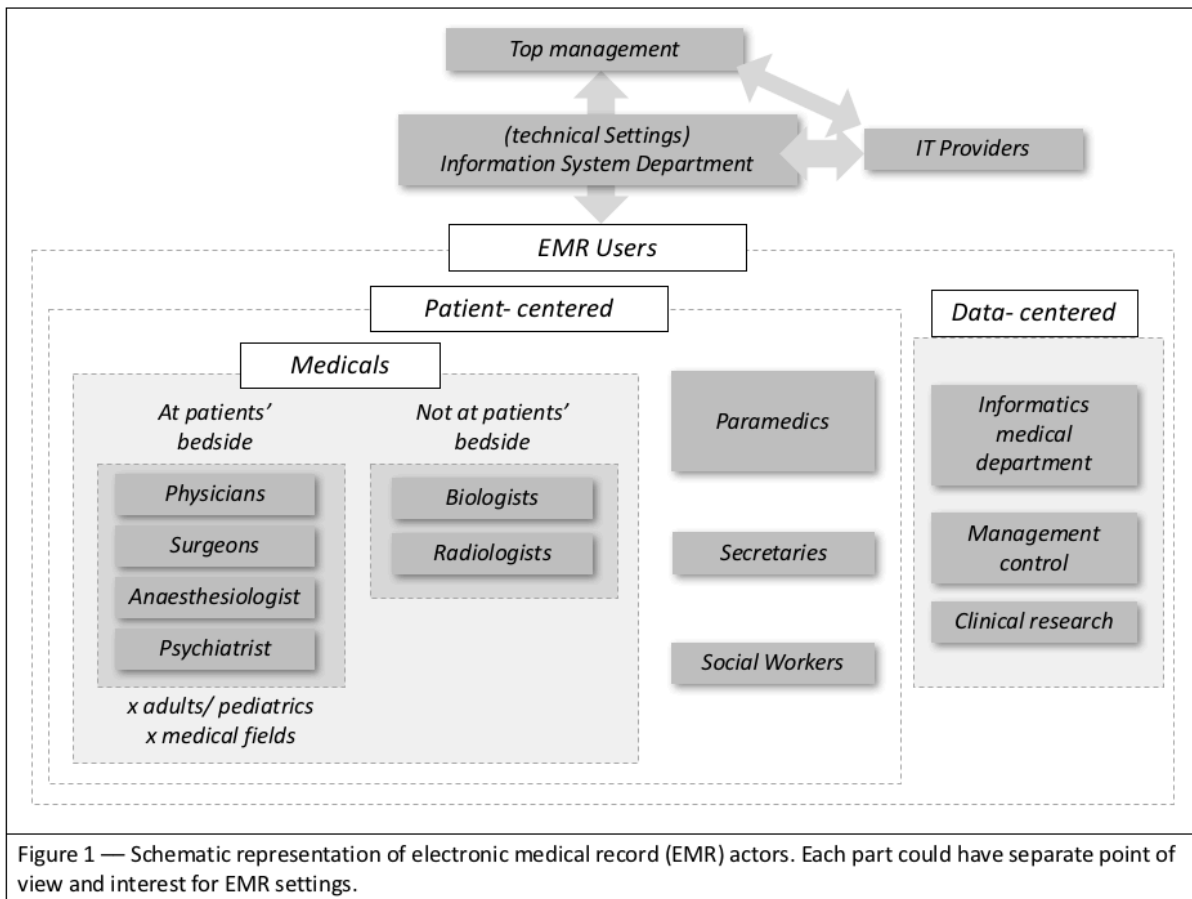 Top management
(technical Settings)
Information System Department
IT Providers
EMR Users
Patient- centered
Data- centered
Medicals
At patients’
bedside
Not at patients’
bedside
Physicians
Surgeons
Anaesthesiologist
Psychiatrist
x adults/ pediatrics
x medical fields
Biologists
Radiologists
Paramedics
Secretaries
Social Workers
Informatics
medical
department
Management
control
Clinical research
Figure 1 — Schematic representation of electronic medical record (EMR) actors. Each part could have separate point of
view and interest for EMR settings.